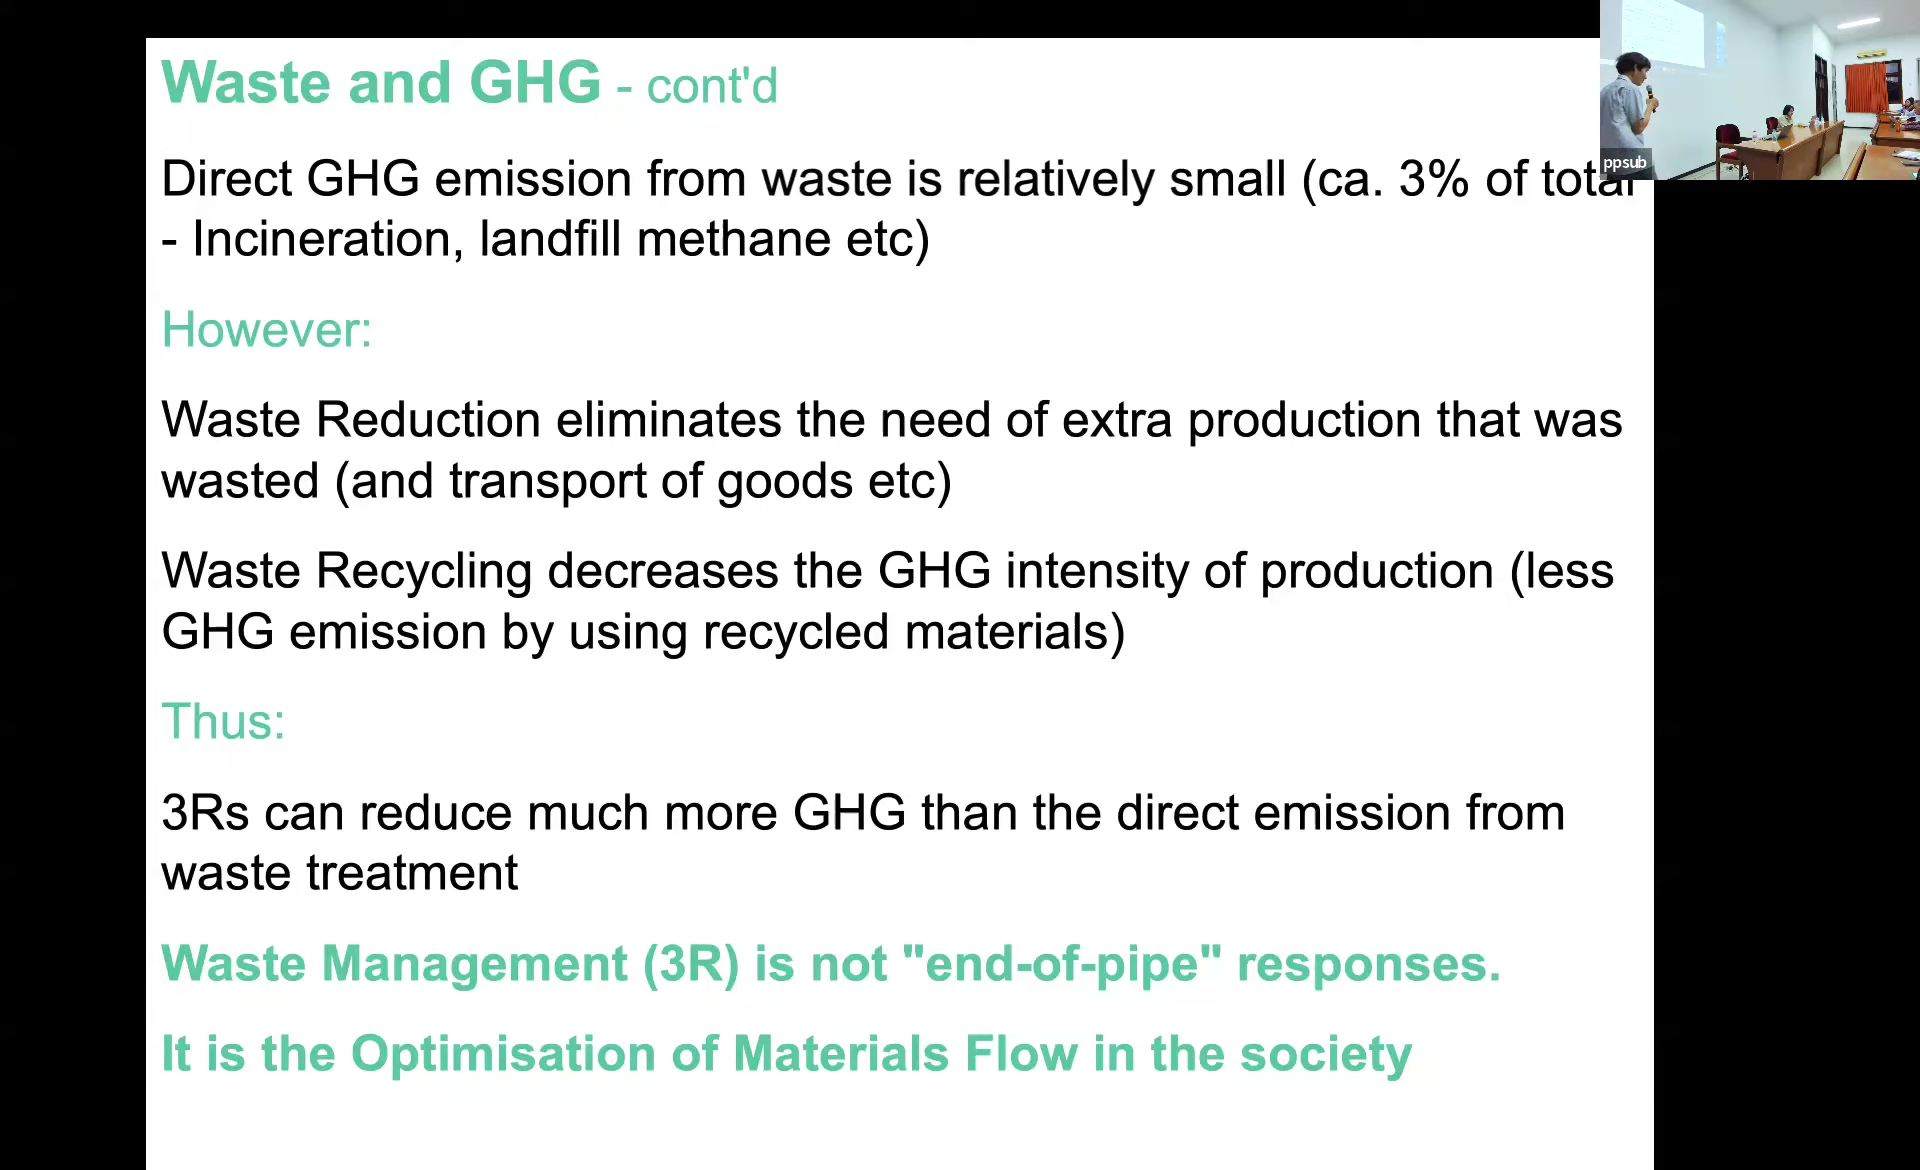 Waste and GHG - cont'd
ppsub
Direct GHG emission from waste is relatively small (ca. 3% of total
- Incineration, landfill methane etc)
However:
Waste Reduction eliminates the need of extra production that was
wasted (and transport of goods etc)
Waste Recycling decreases the GHG intensity of production (less
GHG emission by using recycled materials)
Thus:
3Rs can reduce much more GHG than the direct emission from
waste treatment
Waste Management (3R) is not "end-of-pipe" responses.
It is the Optimisation of Materials Flow in the society